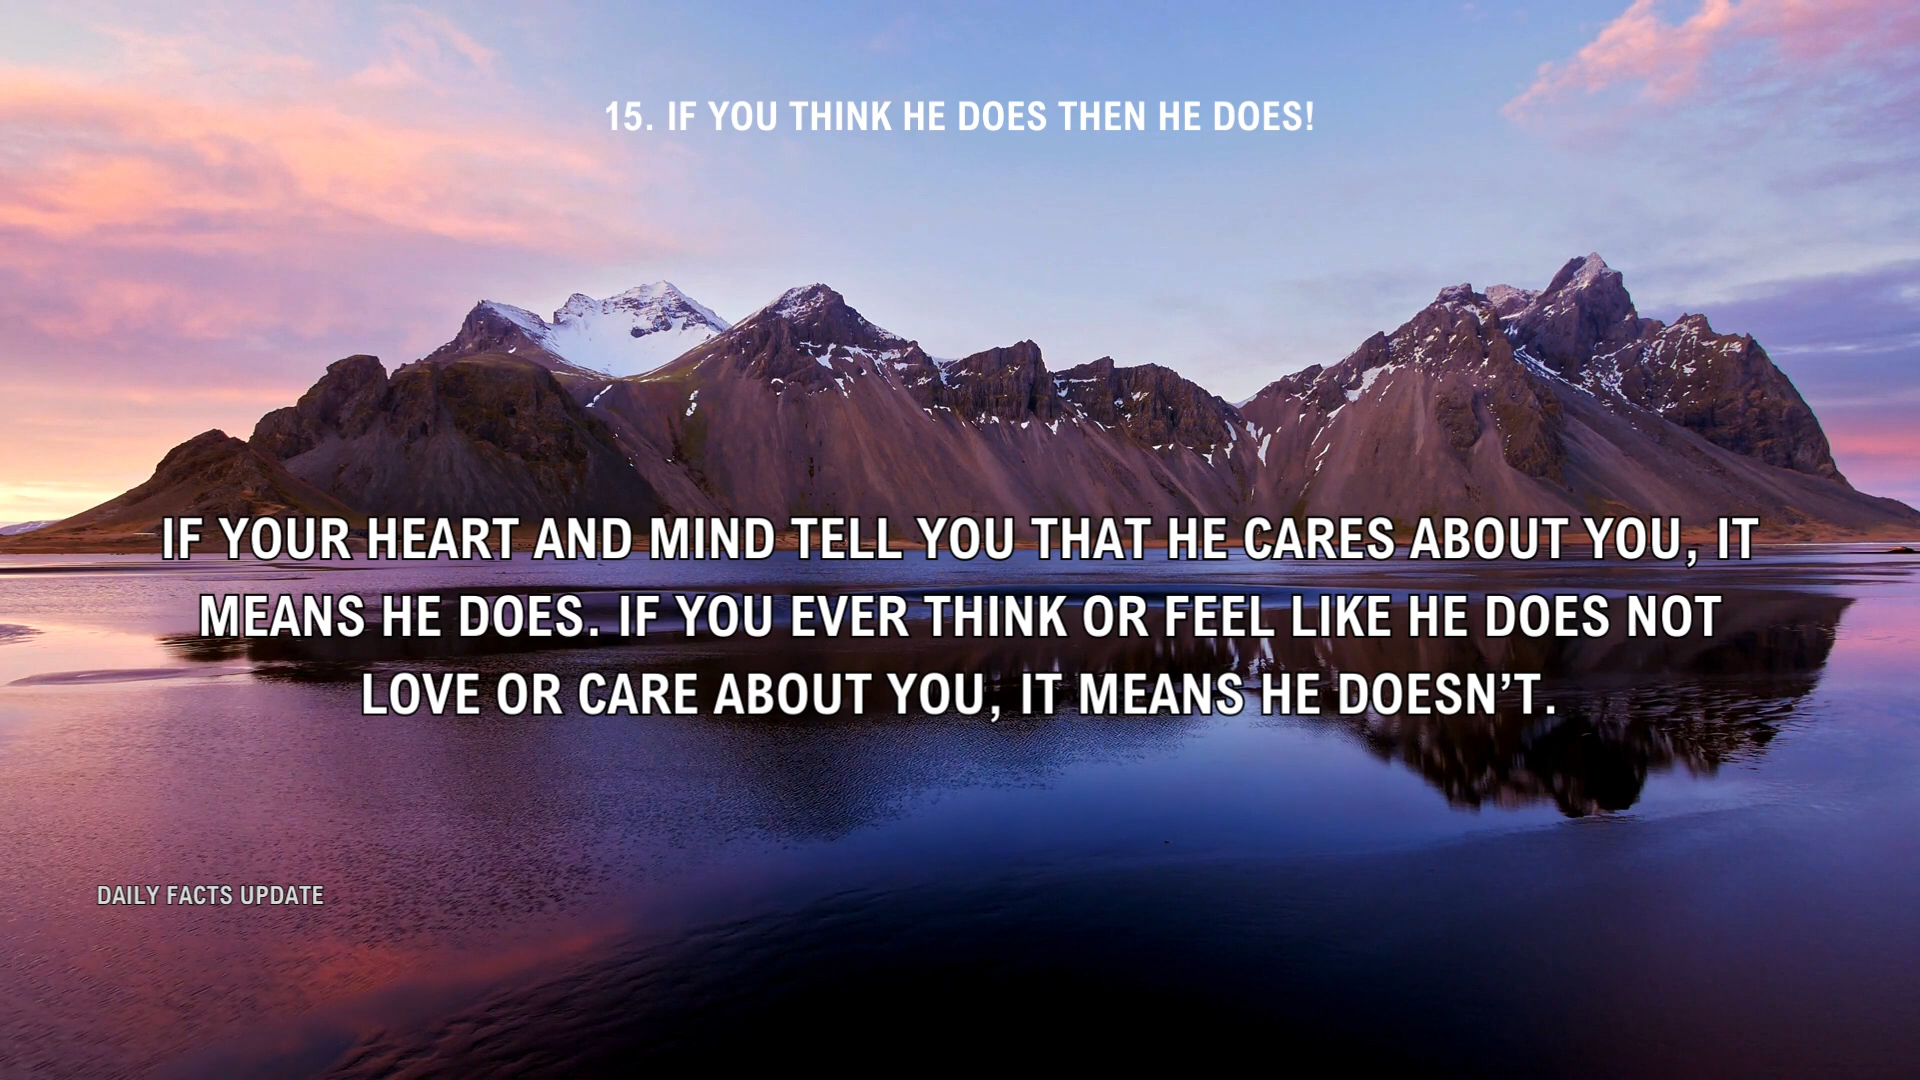 15. IF YOU THINK HE DOES THEN HE DOES!
IF YOUR HEART AND MIND TELL YOU THAT HE CARES ABOUT YOU, IT
MEANS HE DOES. IF YOU EVER THINK OR FEEL LIKE HE DOES NOT
LOVE OR CARE ABOUT YOU, IT MEANS HE DOESN’T.
DAILY FACTS UPDATE